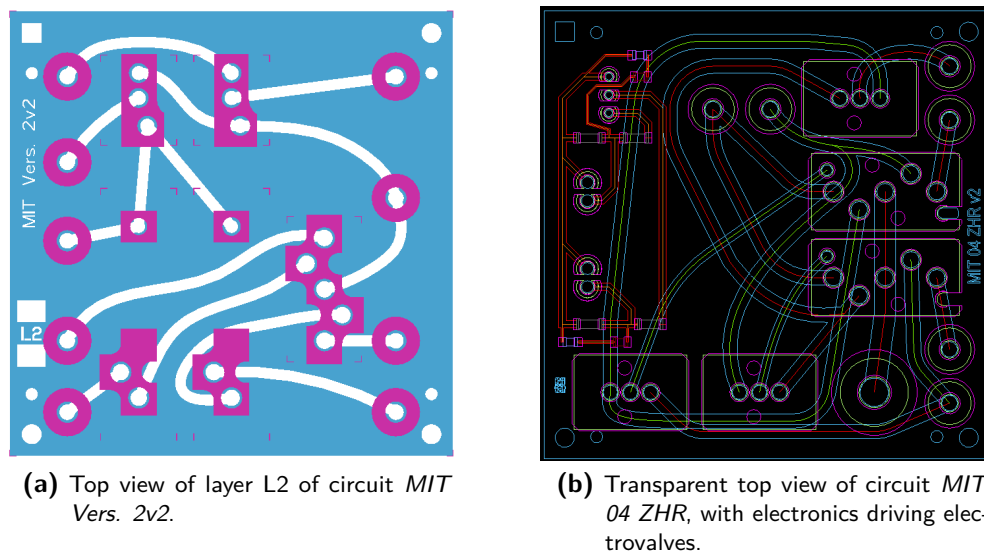 MIT Vers. 2v2
L2
MIT 04 ZHR v2
(a) Top view of layer L2 of circuit MIT
Vers. 2v2.
(b) Transparent top view of circuit MIT
04 ZHR, with electronics driving elec-
trovalves.